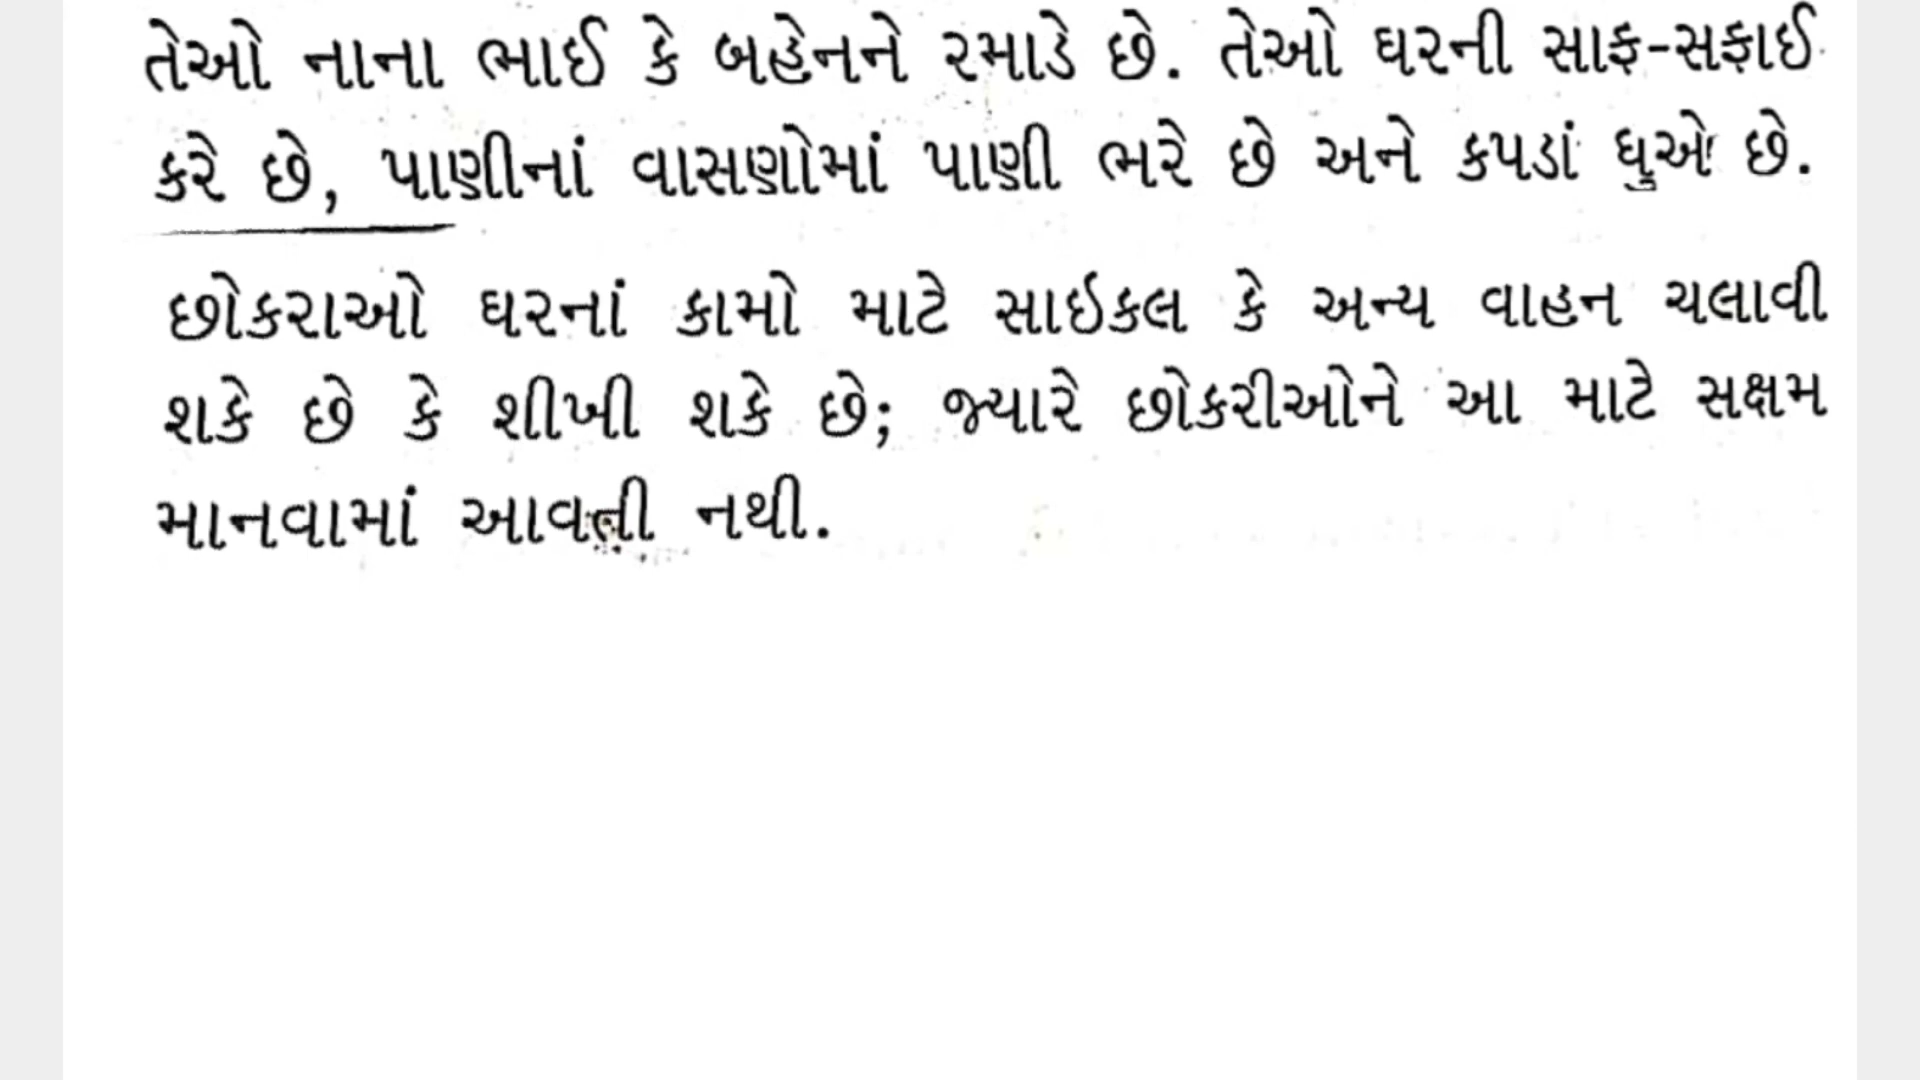 તેઓ નાના ભાઈ કે બહેનને રમાડે છે. તેઓ ઘરની સાફ-સફાઈ
કરે છે, પાણીનાં વાસણોમાં પાણી ભરે છે અને કપડાં ધુએ છે.
છોકરાઓ ઘરનાં કામો માટે સાઇકલ કે અન્ય વાહન ચલાવી
શકે છે કે શીખી શકે છે; જ્યારે છોકરીઓને આ માટે સક્ષમ
માનવામાં આવતી નથી.